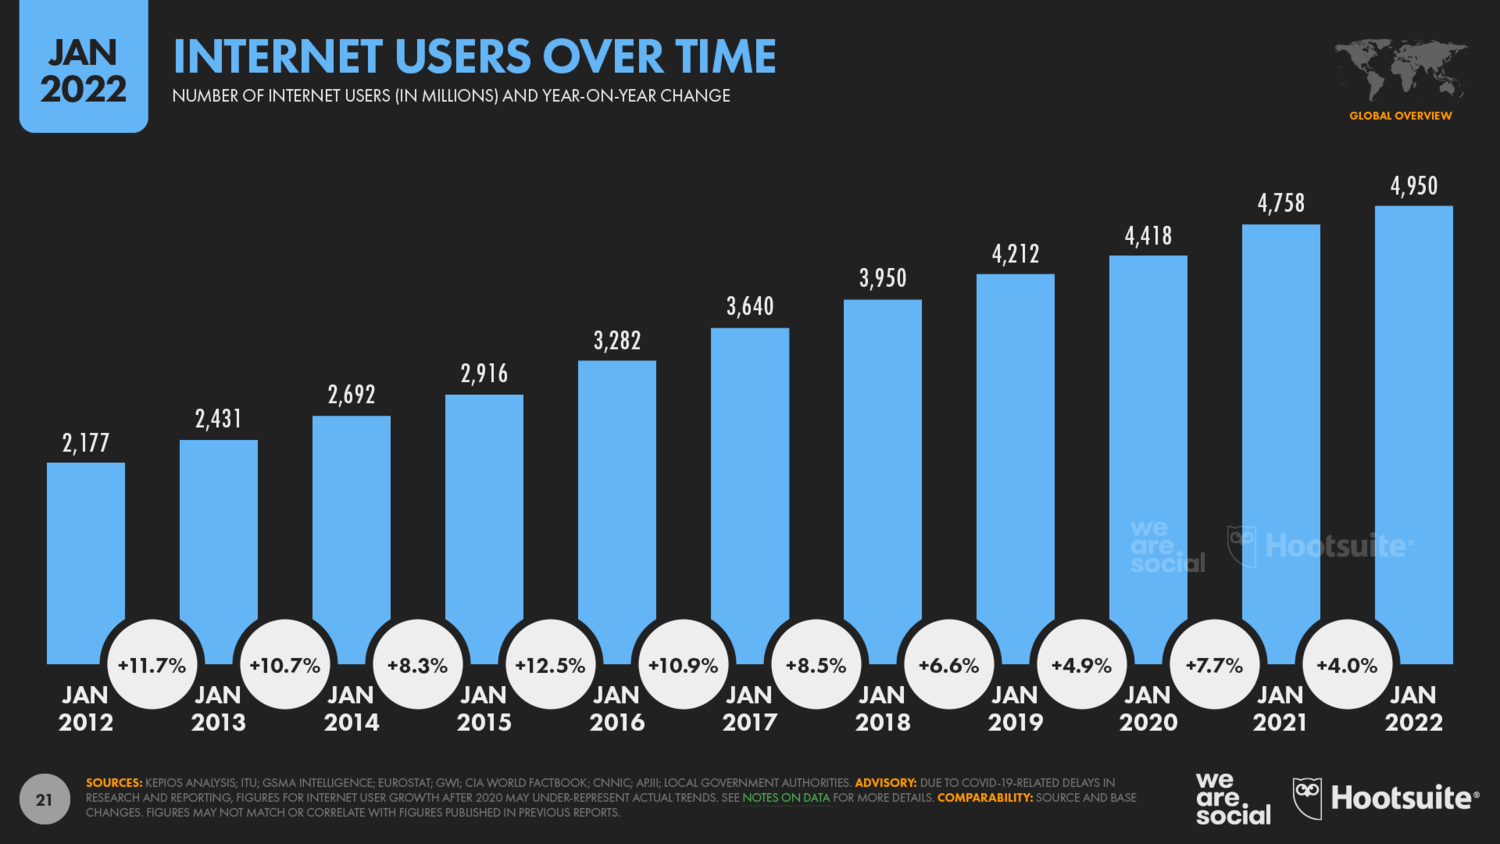 JAN
2022
INTERNET USERS OVER TIME
NUMBER OF INTERNET USERS (IN MILLIONS) AND YEAR-ON-YEAR CHANGE
GLOBAL OVERVIEW
2,177
2,431
2,692
2,916
3,282
3,640
3,950
4,212
4,418
4,758
4,950
we
are
social
Hootsuite®
+11.7%
+10.7%
+8.3%
+12.5%
+10.9%
+8.5%
+6.6%
+4.9%
+7.7%
+4.0%
JAN
2012
JAN
2013
JAN
2014
JAN
2015
JAN
2016
JAN
2017
JAN
2018
JAN
2019
JAN
2020
JAN
2021
JAN
2022
21
SOURCES: KEPIOS ANALYSIS; ITU; GSMA INTELLIGENCE; EUROSTAT; GWI; CIA WORLD FACTBOOK; CNNIC; APJII; LOCAL GOVERNMENT AUTHORITIES. ADVISORY: DUE TO COVID-19-RELATED DELAYS IN
RESEARCH AND REPORTING, FIGURES FOR INTERNET USER GROWTH AFTER 2020 MAY UNDER-REPRESENT ACTUAL TRENDS. SEE NOTES ON DATA FOR MORE DETAILS. COMPARABILITY: SOURCE AND BASE
CHANGES. FIGURES MAY NOT MATCH OR CORRELATE WITH FIGURES PUBLISHED IN PREVIOUS REPORTS.
we
are
social
Hootsuite®